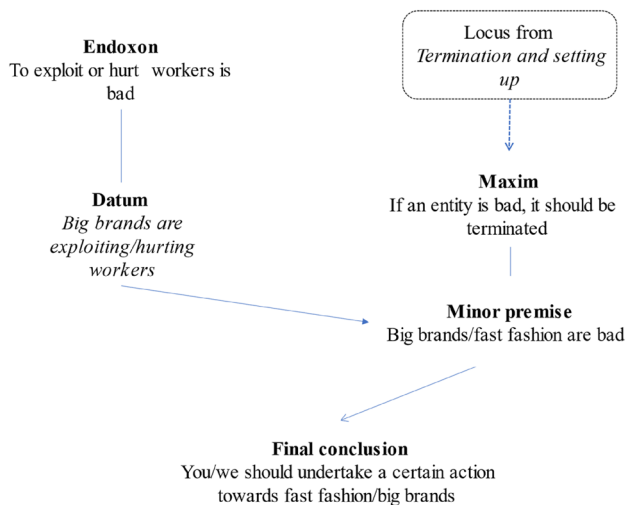 Endoxon
To exploit or hurt workers is
bad
Locus from
Termination and setting
up
Datum
Big brands are
exploiting/hurting
workers
Maxim
If an entity is bad, it should be
terminated
Minor premise
Big brands/fast fashion are bad
Final conclusion
You/we should undertake a certain action
towards fast fashion/big brands